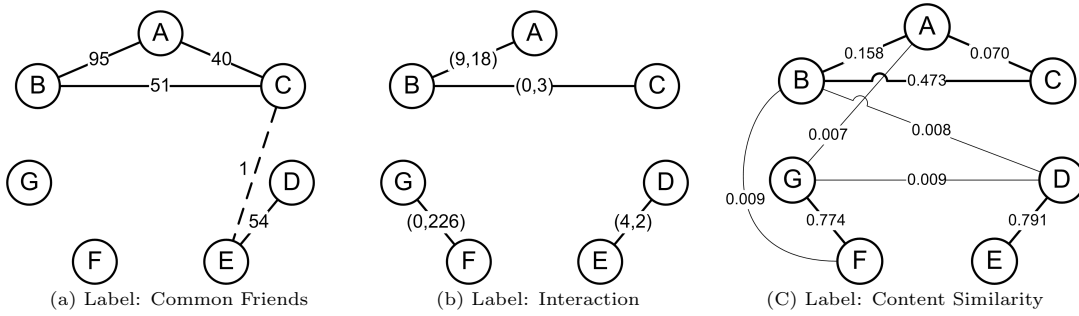 A
95
40
B
51
C
1
G
D
54
F
E
(a) Label: Common Friends
A
(9,18)
B
(0,3)
C
G
D
(0,226)
(4,2)
F
E
(b) Label: Interaction
A
0.158
0.070
B
0.473
C
0.007
0.008
G
0.009
D
0.009
0.774
0.791
F
E
(C) Label: Content Similarity